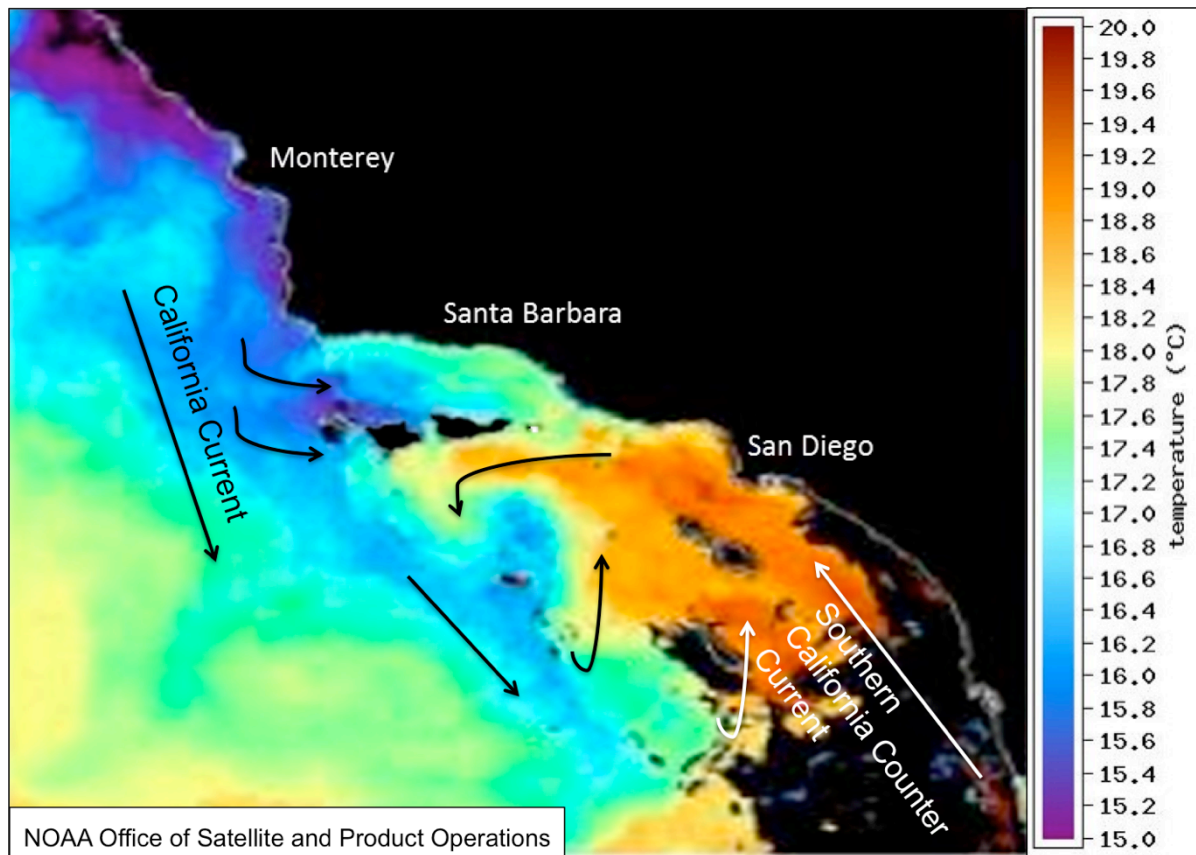 Monterey
Santa Barbara
San Diego
California Current
Southern
California Counter
Current
NOAA Office of Satellite and Product Operations
20.0
19.8
19.6
19.4
19.2
19.0
18.8
18.6
18.4
18.2
18.0
17.8
17.6
17.4
17.2
17.0
16.8
16.6
16.4
16.2
16.0
15.8
15.6
15.4
15.2
15.0
temperature (°C)